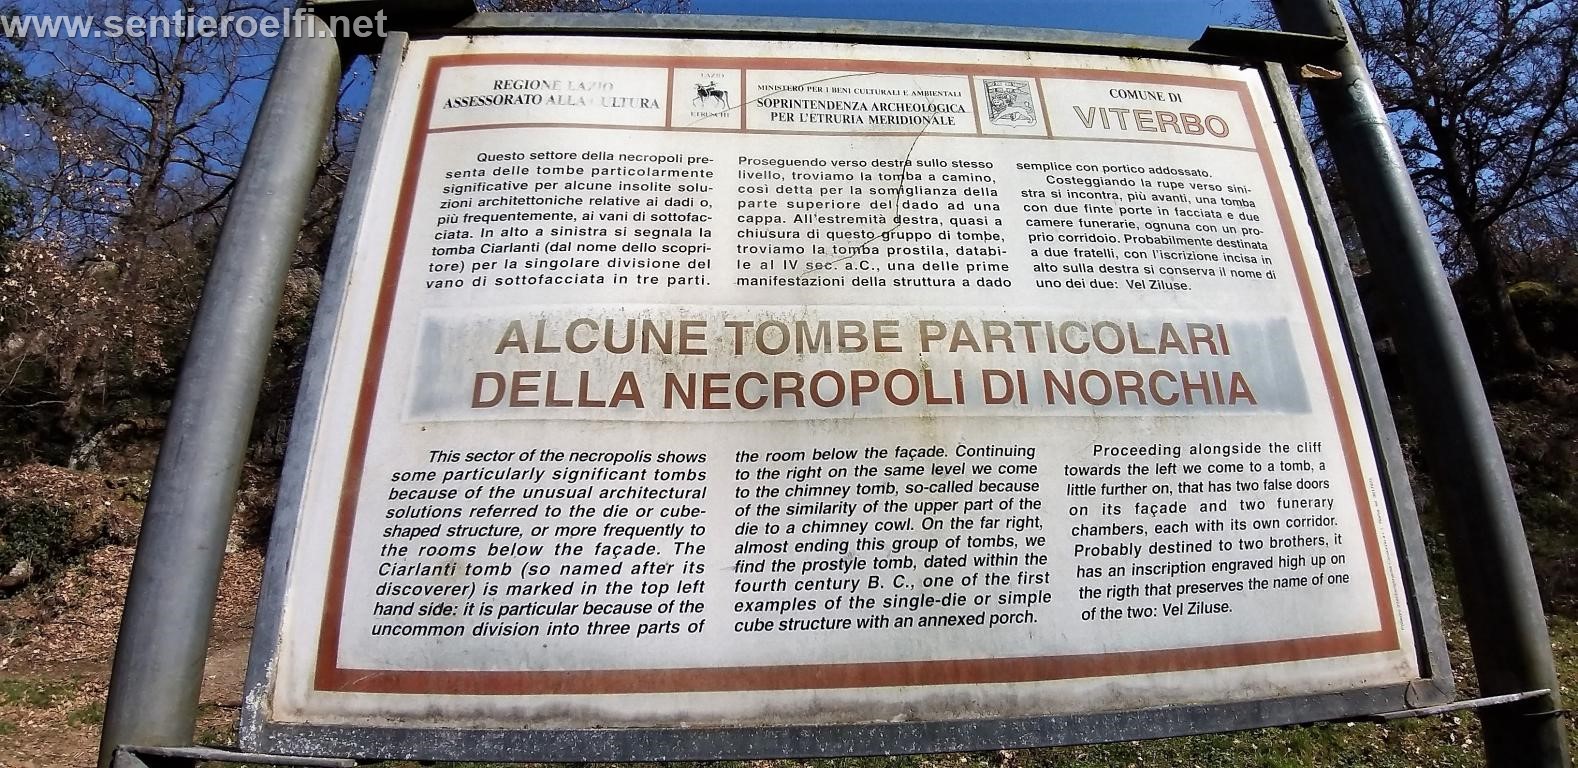 www.sentieroelfi.net
REGIONE LAZIO
ASSESSORATO ALLA CULTURA
LAZIO
ETRUSCHI
MINISTERO PER I BENI CULTURALI E AMBIENTALI
SOPRINTENDENZA ARCHEOLOGICA
PER L'ETRURIA MERIDIONALE
COMUNE DI
VITERBO
Questo settore della necropoli pre-
senta delle tombe particolarmente
significative per alcune insolite solu-
zioni architettoniche relative ai dadi o,
più frequentemente, ai vani di sottofac-
ciata. In alto a sinistra si segnala la
tomba Ciarlanti (dal nome dello scopri-
tore) per la singolare divisione del
vano di sottofacciata in tre parti.
Proseguendo verso destra sullo stesso
livello, troviamo la tomba a camino,
così detta per la somiglianza della
parte superiore del dado ad una
cappa. All'estremità destra, quasi a
chiusura di questo gruppo di tombe,
troviamo la tomba prostila, databi-
le al IV sec. a.C., una delle prime
manifestazioni della struttura a dado
semplice con portico addossato.
Costeggiando la rupe verso sini-
stra si incontra, più avanti, una tomba
con due finte porte in facciata e due
camere funerarie, ognuna con un pro-
prio corridoio. Probabilmente destinata
a due fratelli, con l'iscrizione incisa in
alto sulla destra si conserva il nome di
uno dei due: Vel Ziluse.
ALCUNE TOMBE PARTICOLARI
DELLA NECROPOLI DI NORCHIA
This sector of the necropolis shows
some particularly significant tombs
because of the unusual architectural
solutions referred to the die or cube-
shaped structure, or more frequently to
the rooms below the façade. The
Ciarlanti tomb (so named after its
discoverer) is marked in the top left
hand side: it is particular because of the
uncommon division into three parts of
the room below the façade. Continuing
to the right on the same level we come
to the chimney tomb, so-called because
of the similarity of the upper part of the
die to a chimney cowl. On the far right,
almost ending this group of tombs, we
find the prostyle tomb, dated within the
fourth century B. C., one of the first
examples of the single-die or simple
cube structure with an annexed porch.
Proceeding alongside the cliff
towards the left we come to a tomb, a
little further on, that has two false doors
on its façade and two funerary
chambers, each with its own corridor.
Probably destined to two brothers, it
has an inscription engraved high up on
the rigth that preserves the name of one
of the two: Vel Ziluse.